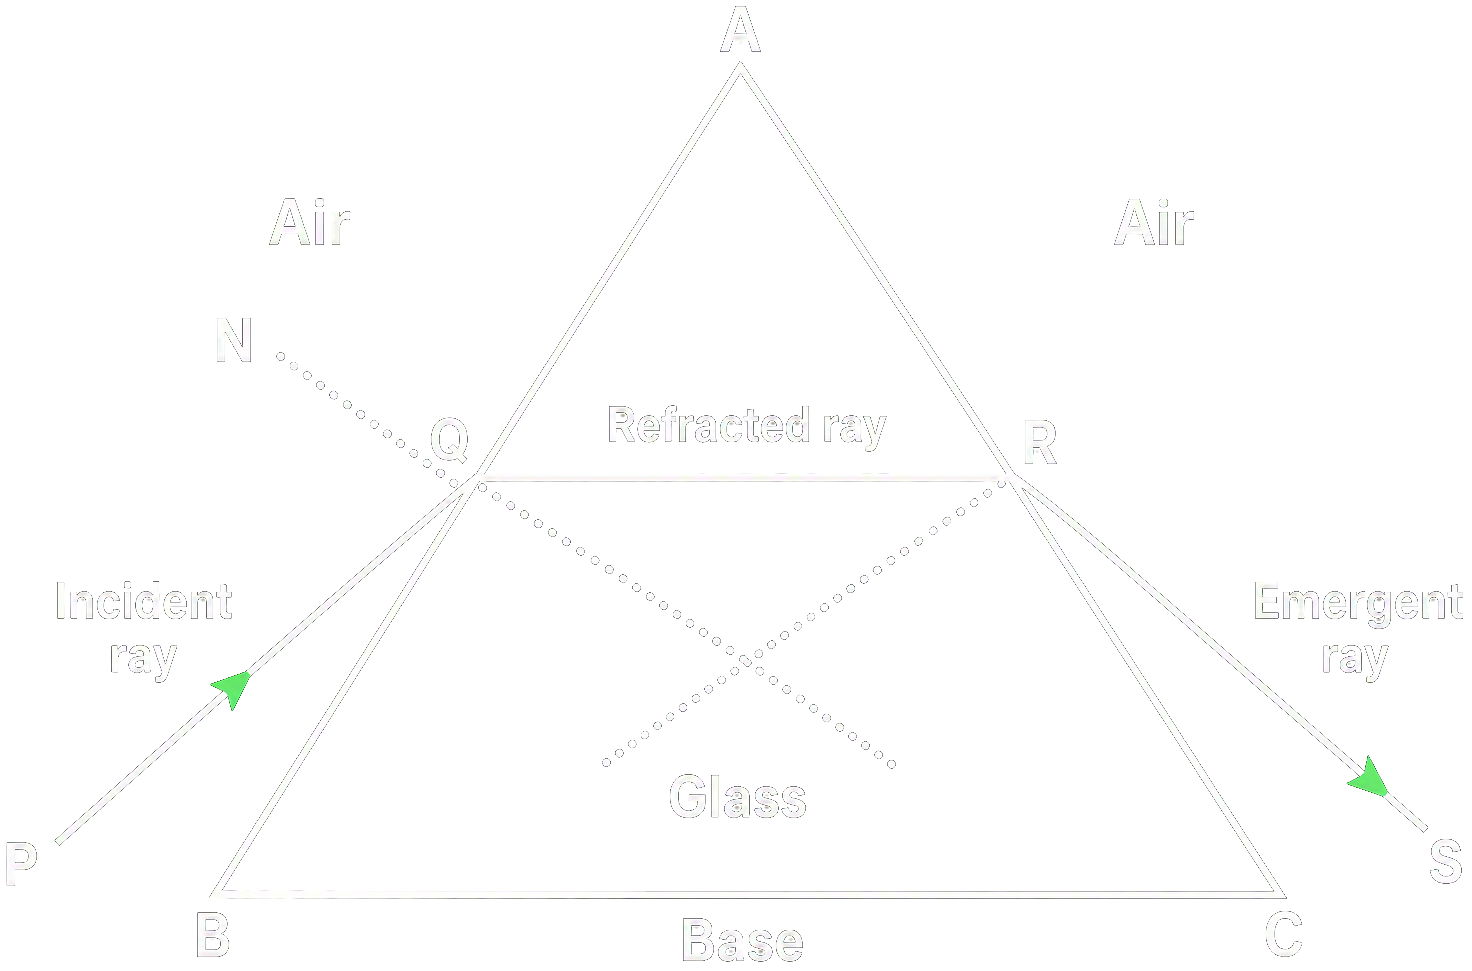 A
Air
Air
N
Q
Refracted ray
R
Incident
ray
Emergent
ray
Glass
P
S
B
Base
C